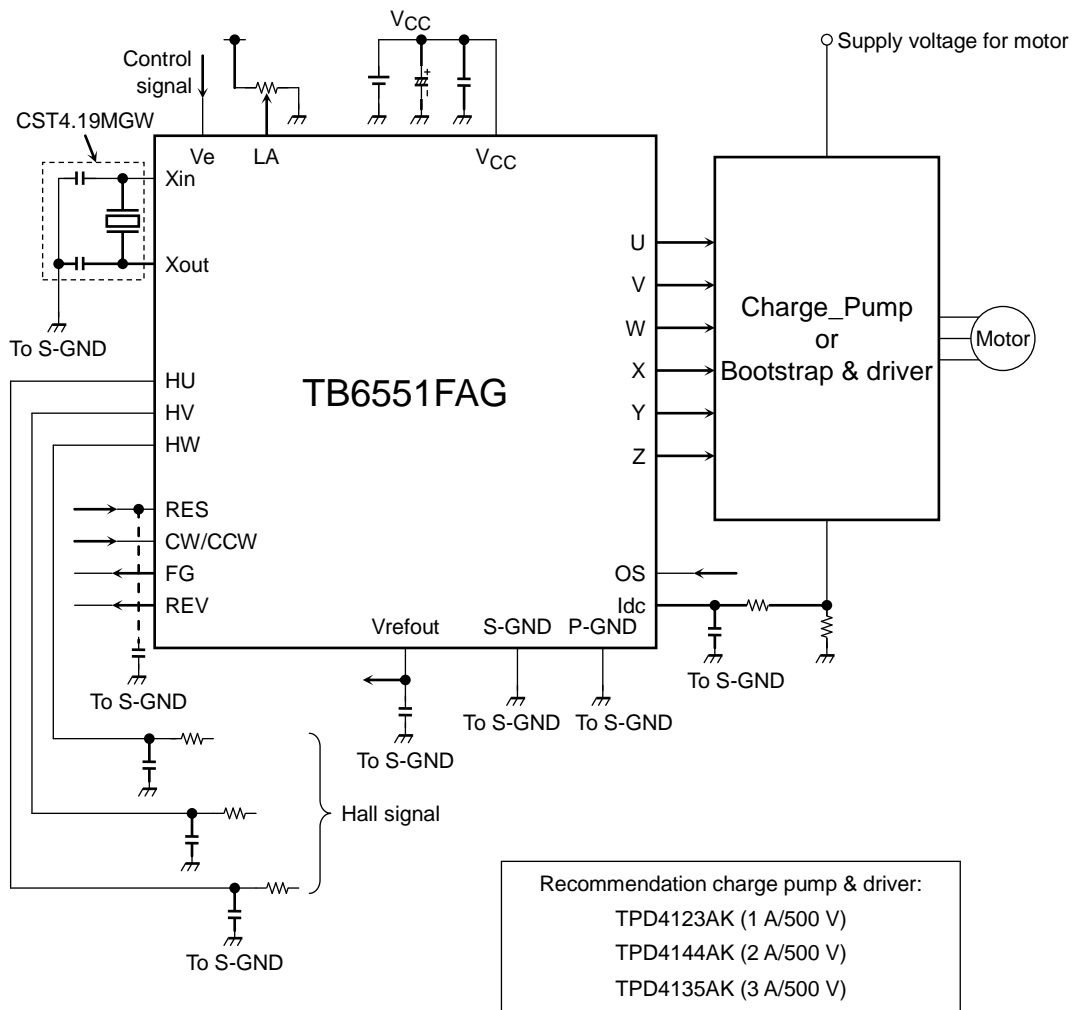 VCC
Supply voltage for motor
Control
signal
CST4.19MGW
Ve
LA
VCC
Xin
Xout
To S-GND
HU
HV
HW
RES
CW/CCW
FG
REV
TB6551FAG
U
V
W
X
Y
Z
OS
Idc
Charge_Pump
or
Bootstrap & driver
Motor
Vrefout
S-GND
P-GND
To S-GND
To S-GND
To S-GND
To S-GND
To S-GND
+
−
Hall signal
To S-GND
Recommendation charge pump & driver:
TPD4123AK (1 A/500 V)
TPD4144AK (2 A/500 V)
TPD4135AK (3 A/500 V)